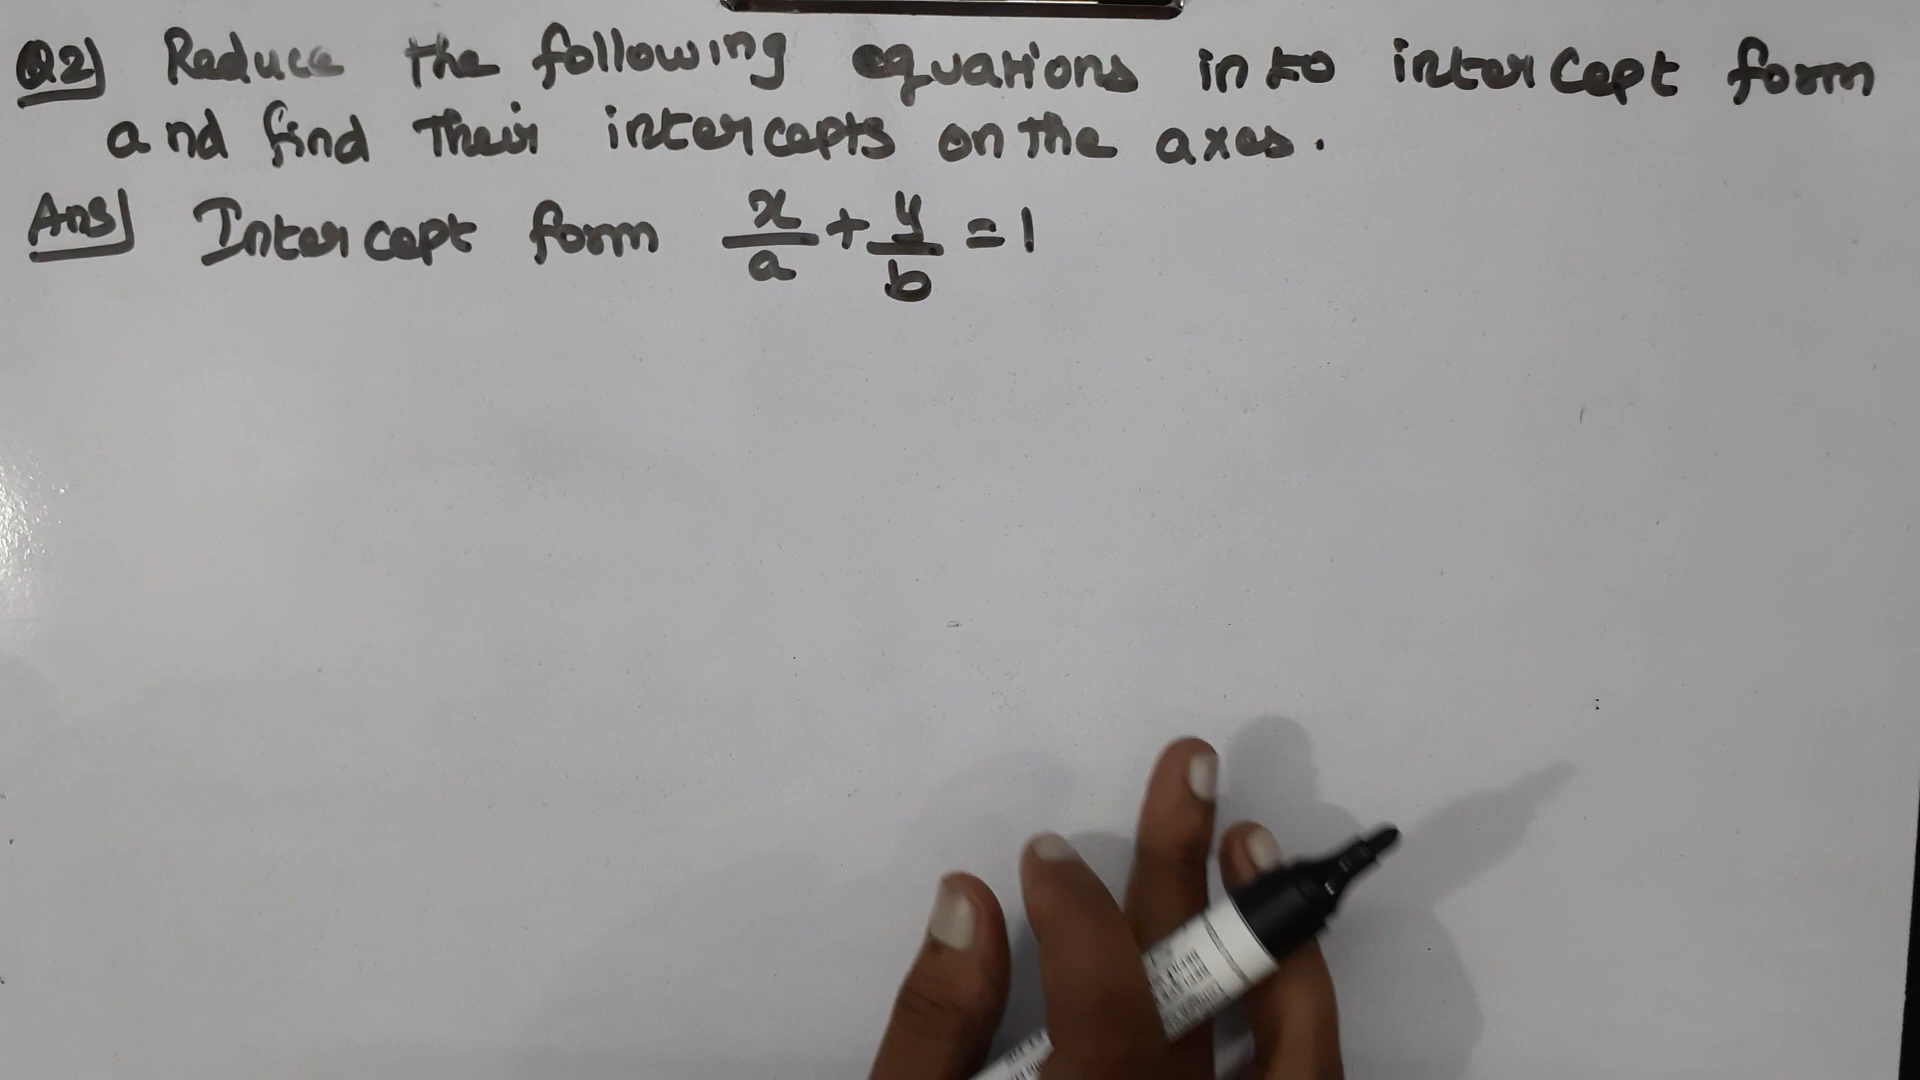 Q2) Reduce the following equations into intercept form
and find their intercepts on the axes.
Ans) Intercept form x/a + y/b = 1